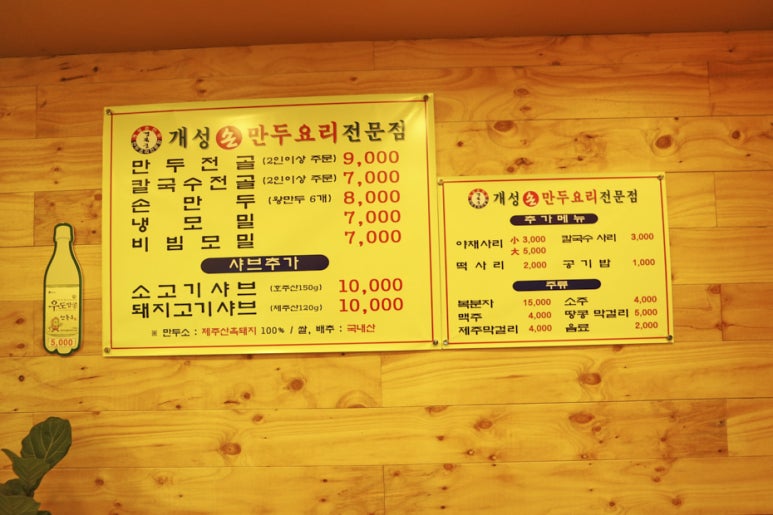 개성 손 만두요리전문점
만두전골 (2인이상 주문) 9,000
칼국수전골 (2인이상 주문) 7,000
손만두 (왕만두 6개) 8,000
냉모밀 7,000
비빔모밀 7,000
샤브추가
소고기샤브 (호주산150g) 10,000
돼지고기샤브 (제주산120g) 10,000
※ 만두소 : 제주산흑돼지 100% / 쌀, 배추 : 국내산
개성 손 만두요리전문점
추가메뉴
야채사리 小 3,000 칼국수 사리 3,000
大 5,000
떡사리 2,000 공기밥 1,000
주류
복분자 15,000 소주 4,000
맥주 4,000 땅콩 막걸리 5,000
제주막걸리 4,000 음료 2,000
우도땅콩
5,000